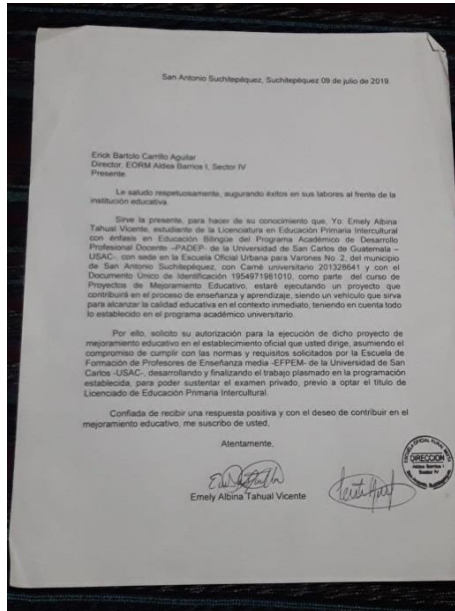 San Antonio Suchitepéquez, Suchitepéquez 09 de julio de 2019.
Erick Bartolo Carrillo Aguilar
Director, EORM Aldea Barrios I, Sector IV
Presente.
Le saludo respetuosamente, augurando éxitos en sus labores al frente de la
institución educativa.
Sirve la presente, para hacer de su conocimiento que, Yo: Emely Albina
Tahual Vicente, estudiante de la Licenciatura en Educación Primaria Intercultural
con énfasis en Educación Bilingüe del Programa Académico de Desarrollo
Profesional Docente –PADEP- de la Universidad de San Carlos de Guatemala –
USAC-, con sede en la Escuela Oficial Urbana para Varones No. 2, del municipio
de San Antonio Suchitepéquez, con Carné universitario 201328641 y con el
Documento Único de Identificación 1954971981010, como parte del curso de
Proyectos de Mejoramiento Educativo, estaré ejecutando un proyecto que
contribuirá en el proceso de enseñanza y aprendizaje, siendo un vehículo que sirva
para alcanzar la calidad educativa en el contexto inmediato, teniendo en cuenta todo
lo establecido en el programa académico universitario.
Por ello, solicito su autorización para la ejecución de dicho proyecto de
mejoramiento educativo en el establecimiento oficial que usted dirige, asumiendo el
compromiso de cumplir con las normas y requisitos solicitados por la Escuela de
Formación de Profesores de Enseñanza media -EFPEM- de la Universidad de San
Carlos -USAC-, desarrollando y finalizando el trabajo plasmado en la programación
establecida, para poder sustentar el examen privado, previo a optar el título de
Licenciado de Educación Primaria Intercultural.
Confiada de recibir una respuesta positiva y con el deseo de contribuir en el
mejoramiento educativo, me suscribo de usted.
Atentamente,
Emely Albina Tahual Vicente
ESCUELA OFICIAL RURAL MIXTA
DIRECCION
Aldea Barrios I
Sector IV
San Antonio